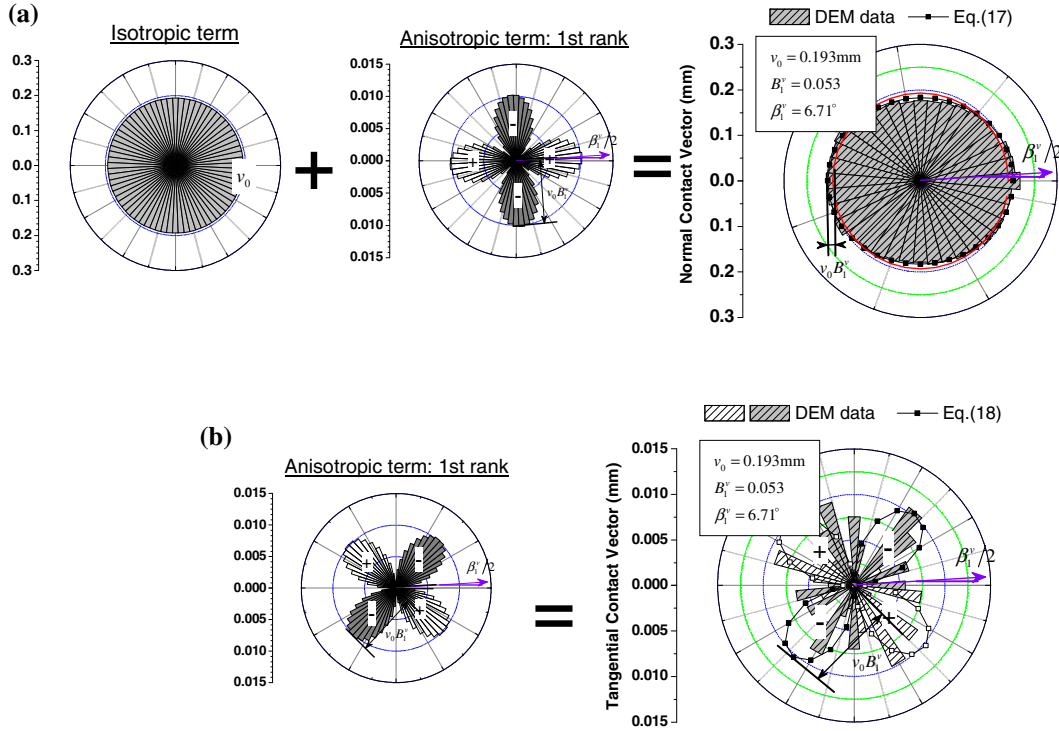 (a)
Isotropic term
0.3
0.2
0.1
0.0
0.1
0.2
0.3
v₀
+
Anisotropic term: 1st rank
0.015
0.010
0.005
0.000
0.005
0.010
0.015
-
+
+
-
β₁ᵛ/2
v₀B₁ᵛ
=
DEM data
Eq.(17)
v₀ = 0.193mm
B₁ᵛ = 0.053
β₁ᵛ = 6.71°
Normal Contact Vector (mm)
0.3
0.2
0.1
0.0
0.1
0.2
0.3
β₁ᵛ/2
v₀B₁ᵛ
(b)
Anisotropic term: 1st rank
0.015
0.010
0.005
0.000
0.005
0.010
0.015
+
-
-
+
β₁ᵛ/2
v₀B₁ᵛ
=
DEM data
Eq.(18)
v₀ = 0.193mm
B₁ᵛ = 0.053
β₁ᵛ = 6.71°
Tangential Contact Vector (mm)
0.015
0.010
0.005
0.000
0.005
0.010
0.015
+
-
-
+
β₁ᵛ/2
v₀B₁ᵛ